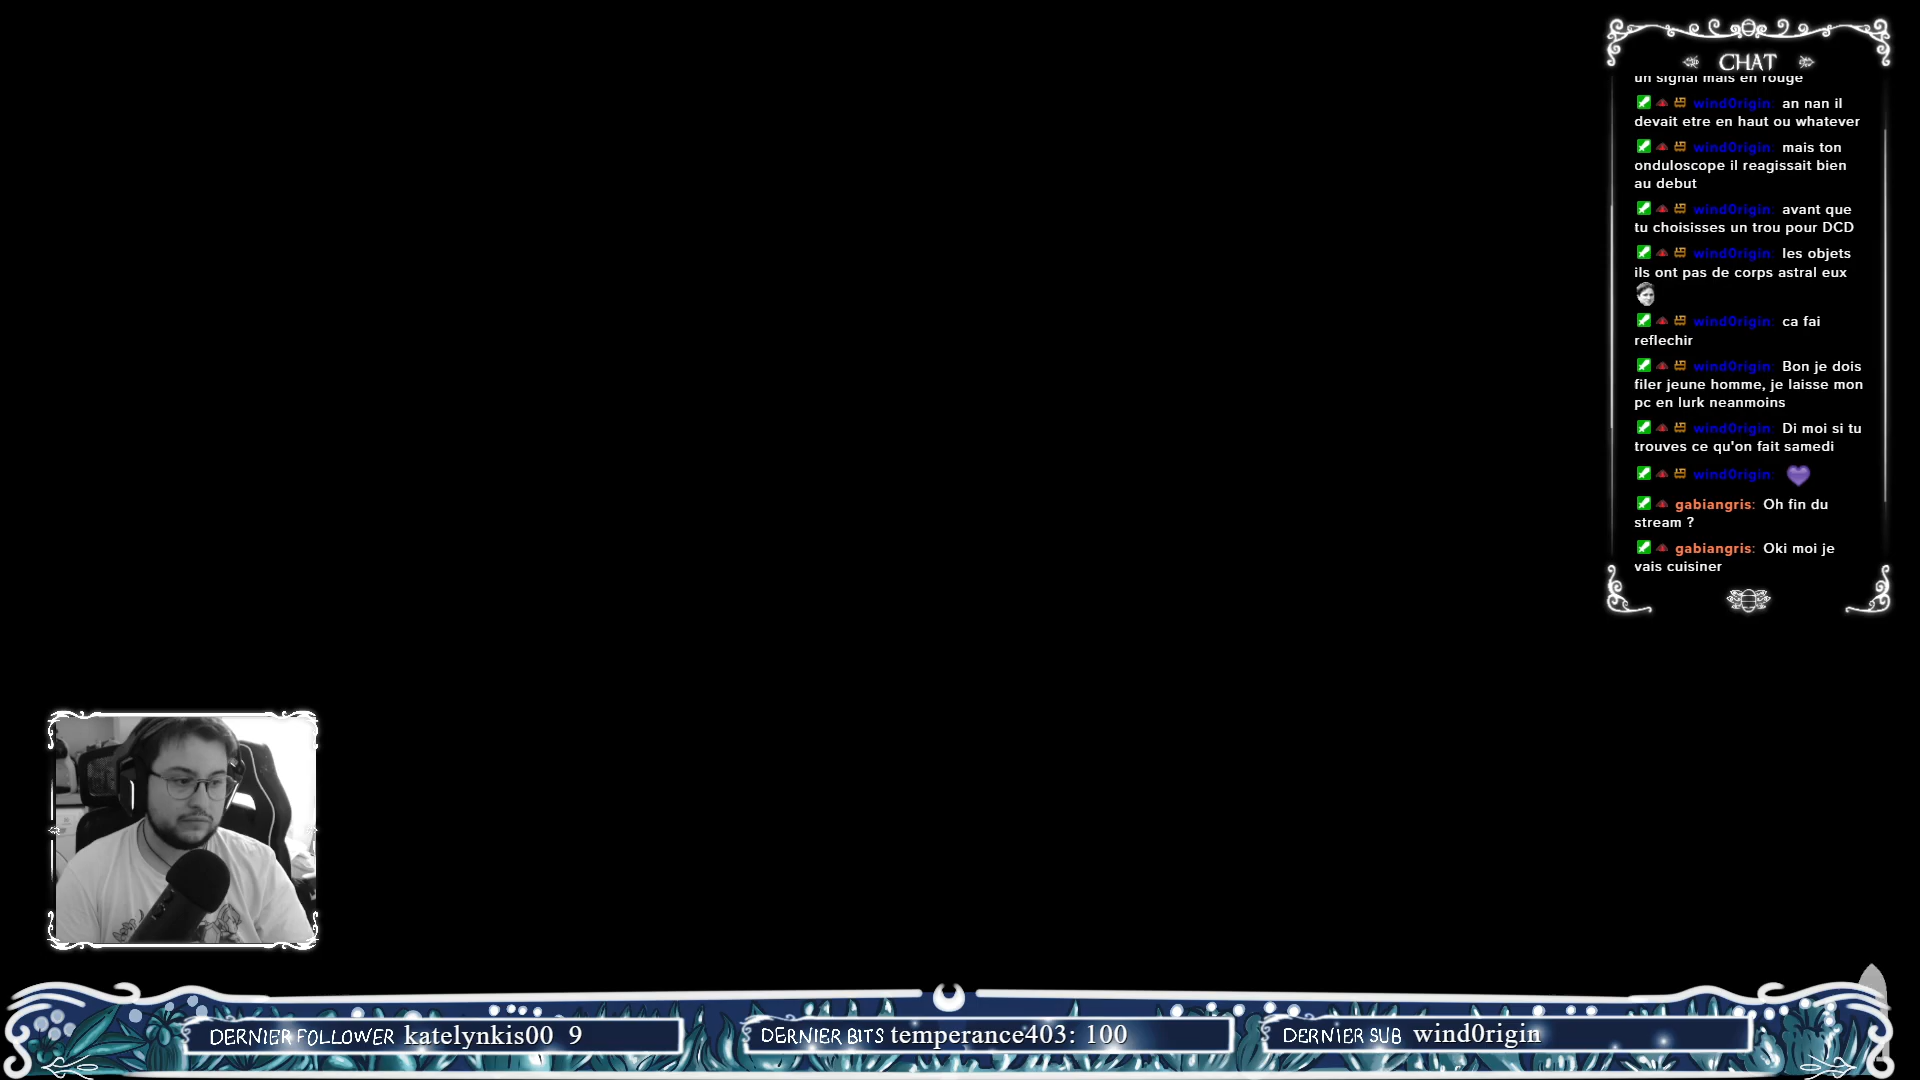 CHAT
un signal mais en rouge
wind0rigin: an nan il
devait etre en haut ou whatever
wind0rigin: mais ton
onduloscope il reagissait bien
au debut
wind0rigin: avant que
tu choisisses un trou pour DCD
wind0rigin: les objets
ils ont pas de corps astral eux
wind0rigin: ca fai
reflechir
wind0rigin: Bon je dois
filer jeune homme, je laisse mon
pc en lurk neanmoins
wind0rigin: Di moi si tu
trouves ce qu'on fait samedi
wind0rigin:
gabiangris: Oh fin du
stream ?
gabiangris: Oki moi je
vais cuisiner
DERNIER FOLLOWER katelynkis00_9
DERNIER BITS temperance403: 100
DERNIER SUB wind0rigin